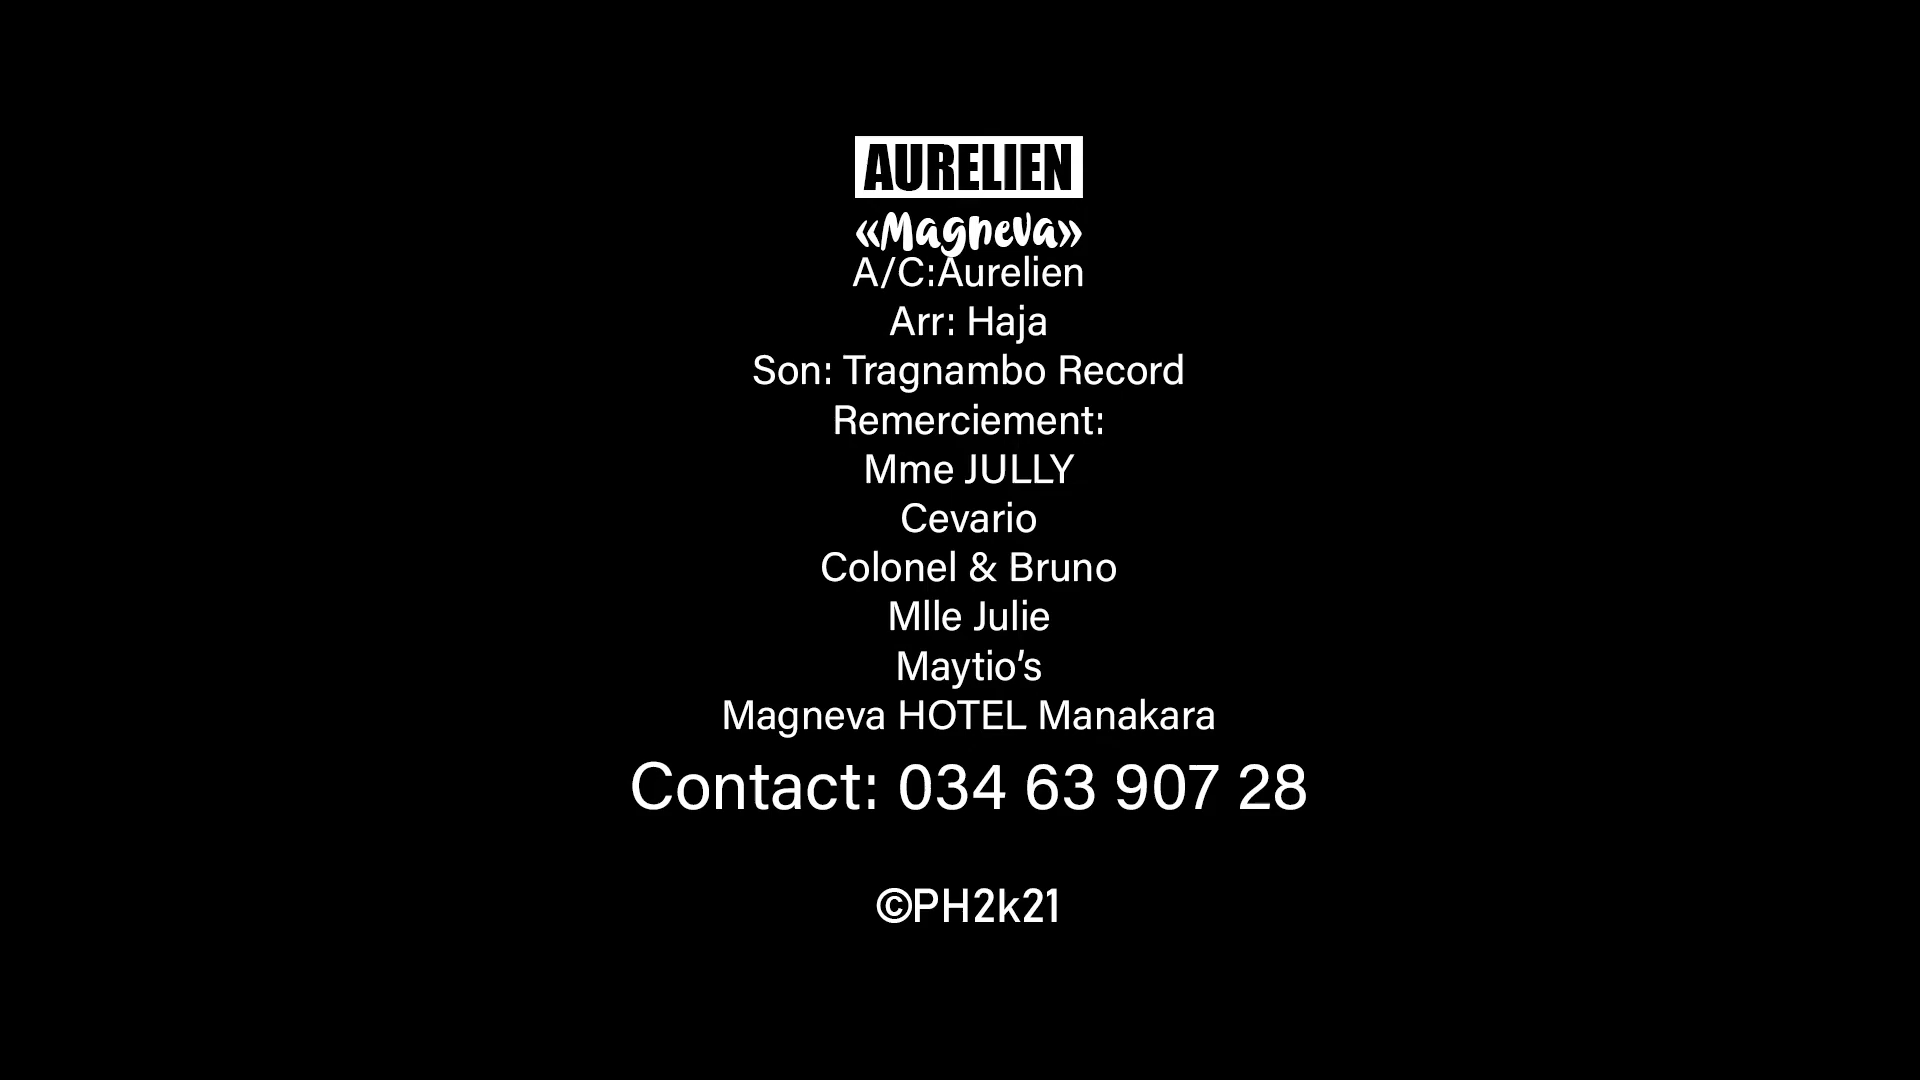 AURELIEN
«Magneva»
A/C:Aurelien
Arr: Haja
Son: Tragnambo Record
Remerciement:
Mme JULLY
Cevario
Colonel & Bruno
Mlle Julie
Maytio’s
Magneva HOTEL Manakara
Contact: 034 63 907 28
©PH2k21